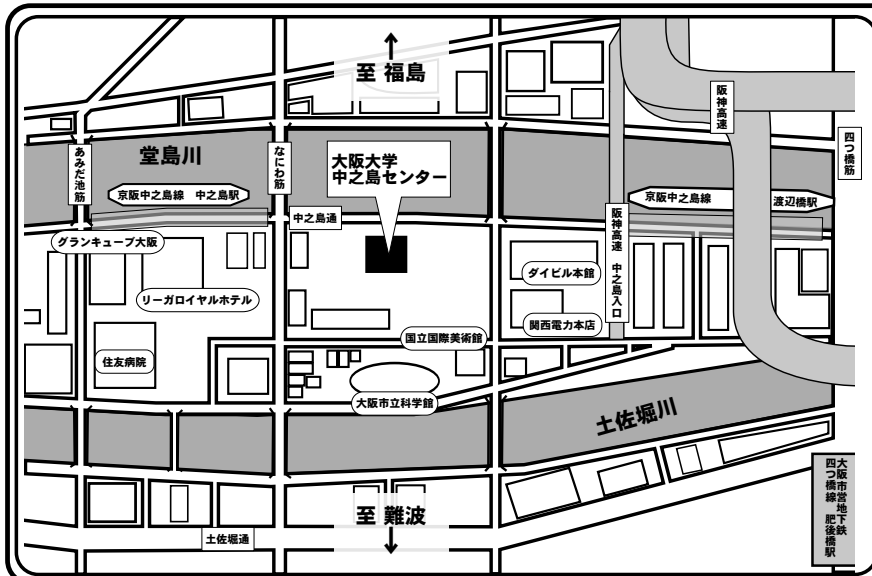 至 福島
阪神高速
四つ橋筋
あみだ池筋
堂島川
なにわ筋
大阪大学
中之島センター
京阪中之島線　中之島駅
京阪中之島線　渡辺橋駅
中之島通
阪神高速　中之島入口
グランキューブ大阪
ダイビル本館
リーガロイヤルホテル
関西電力本店
国立国際美術館
住友病院
大阪市立科学館
土佐堀川
大阪市営地下鉄
四つ橋線　肥後橋駅
至 難波
土佐堀通